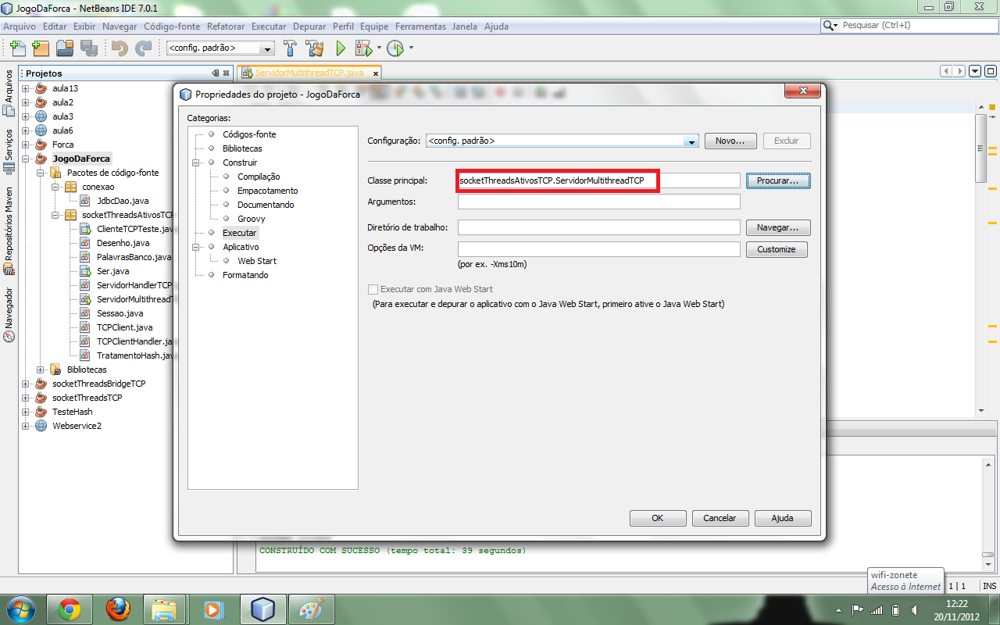 JogoDaForca - NetBeans IDE 7.0.1
Arquivo Editar Exibir Navegar Código-fonte Refatorar Executar Depurar Perfil Equipe Ferramentas Janela Ajuda
Pesquisar (Ctrl+I)
<config. padrão>
Projetos
ServidorMultithreadTCP.java
Arquivos
Serviços
Repositórios Maven
Navegador
aula13
aula2
aula3
aula6
Forca
JogoDaForca
Pacotes de código-fonte
conexao
JdbcDao.java
socketThreadsAtivosTCP
ClienteTCPTeste.jav
Desenho.java
PalavrasBanco.java
Ser.java
ServidorHandlerTCP
ServidorMultithreadT
Sessao.java
TCPClient.java
TCPClientHandler.ja
TratamentoHash.jav
Bibliotecas
socketThreadsBridgeTCP
socketThreadsTCP
TesteHash
Webservice2
Propriedades do projeto - JogoDaForca
Categorias:
Códigos-fonte
Bibliotecas
Construir
Compilação
Empacotamento
Documentando
Groovy
Executar
Aplicativo
Web Start
Formatando
Configuração: <config. padrão> Novo... Excluir
Classe principal: socketThreadsAtivosTCP.ServidorMultithreadTCP Procurar...
Argumentos:
Diretório de trabalho: Navegar...
Opções da VM: Customize
(por ex. -Xms10m)
Executar com Java Web Start
(Para executar e depurar o aplicativo com o Java Web Start, primeiro ative o Java Web Start)
OK Cancelar Ajuda
CONSTRUÍDO COM SUCESSO (tempo total: 39 segundos)
wifi-zonete
Acesso à Internet
1 | 1 INS
12:22
20/11/2012